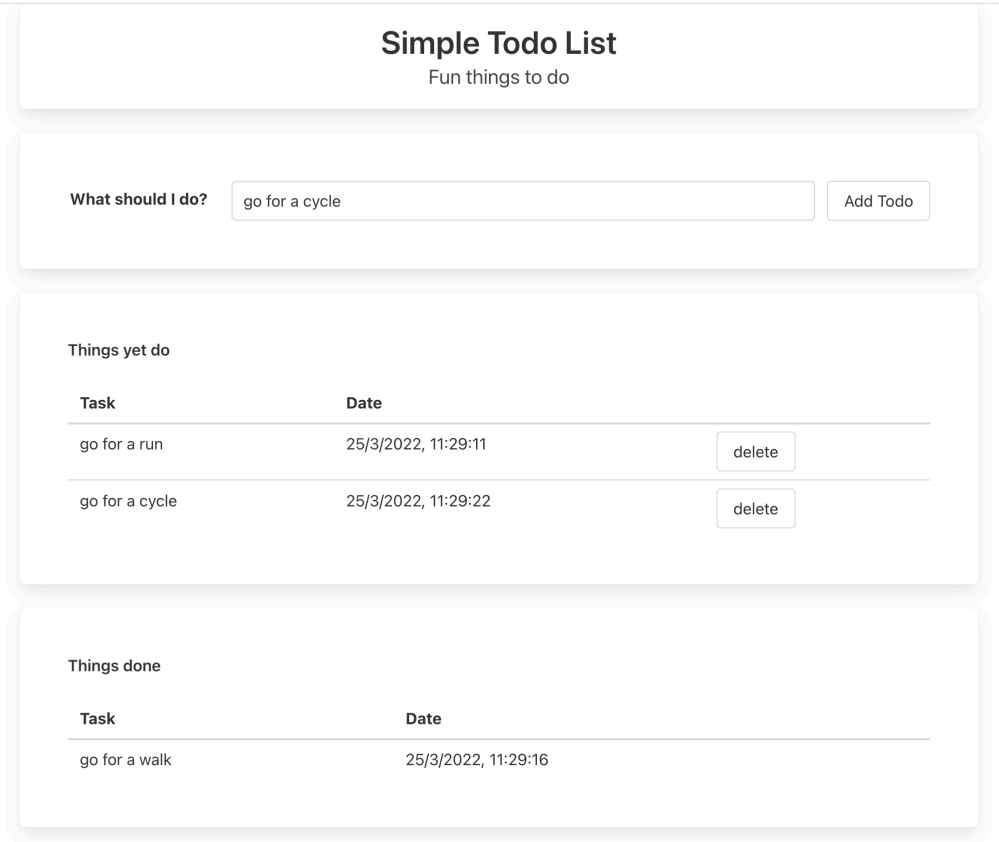 Simple Todo List
Fun things to do
What should I do? go for a cycle Add Todo
Things yet do
Task Date
go for a run 25/3/2022, 11:29:11 delete
go for a cycle 25/3/2022, 11:29:22 delete
Things done
Task Date
go for a walk 25/3/2022, 11:29:16